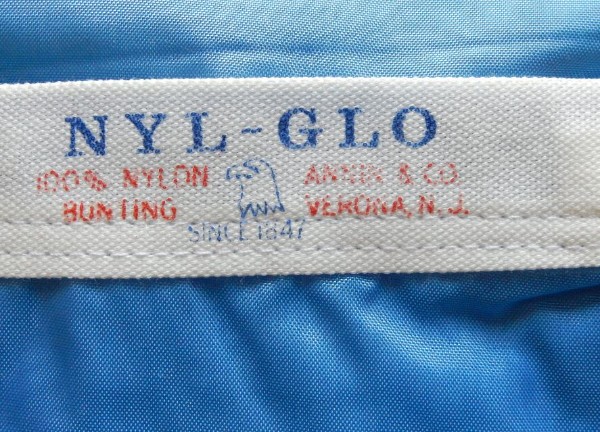 NYL-GLO
100% NYLON ANNIN & CO.
BUNTING VERONA, N. J.
SINCE 1847